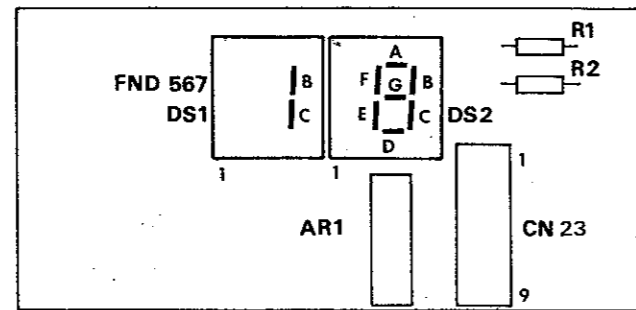 R1
A
FND 567 B F G B R2
DS1 C E C DS2
D
1 1 1
AR1 CN 23
9